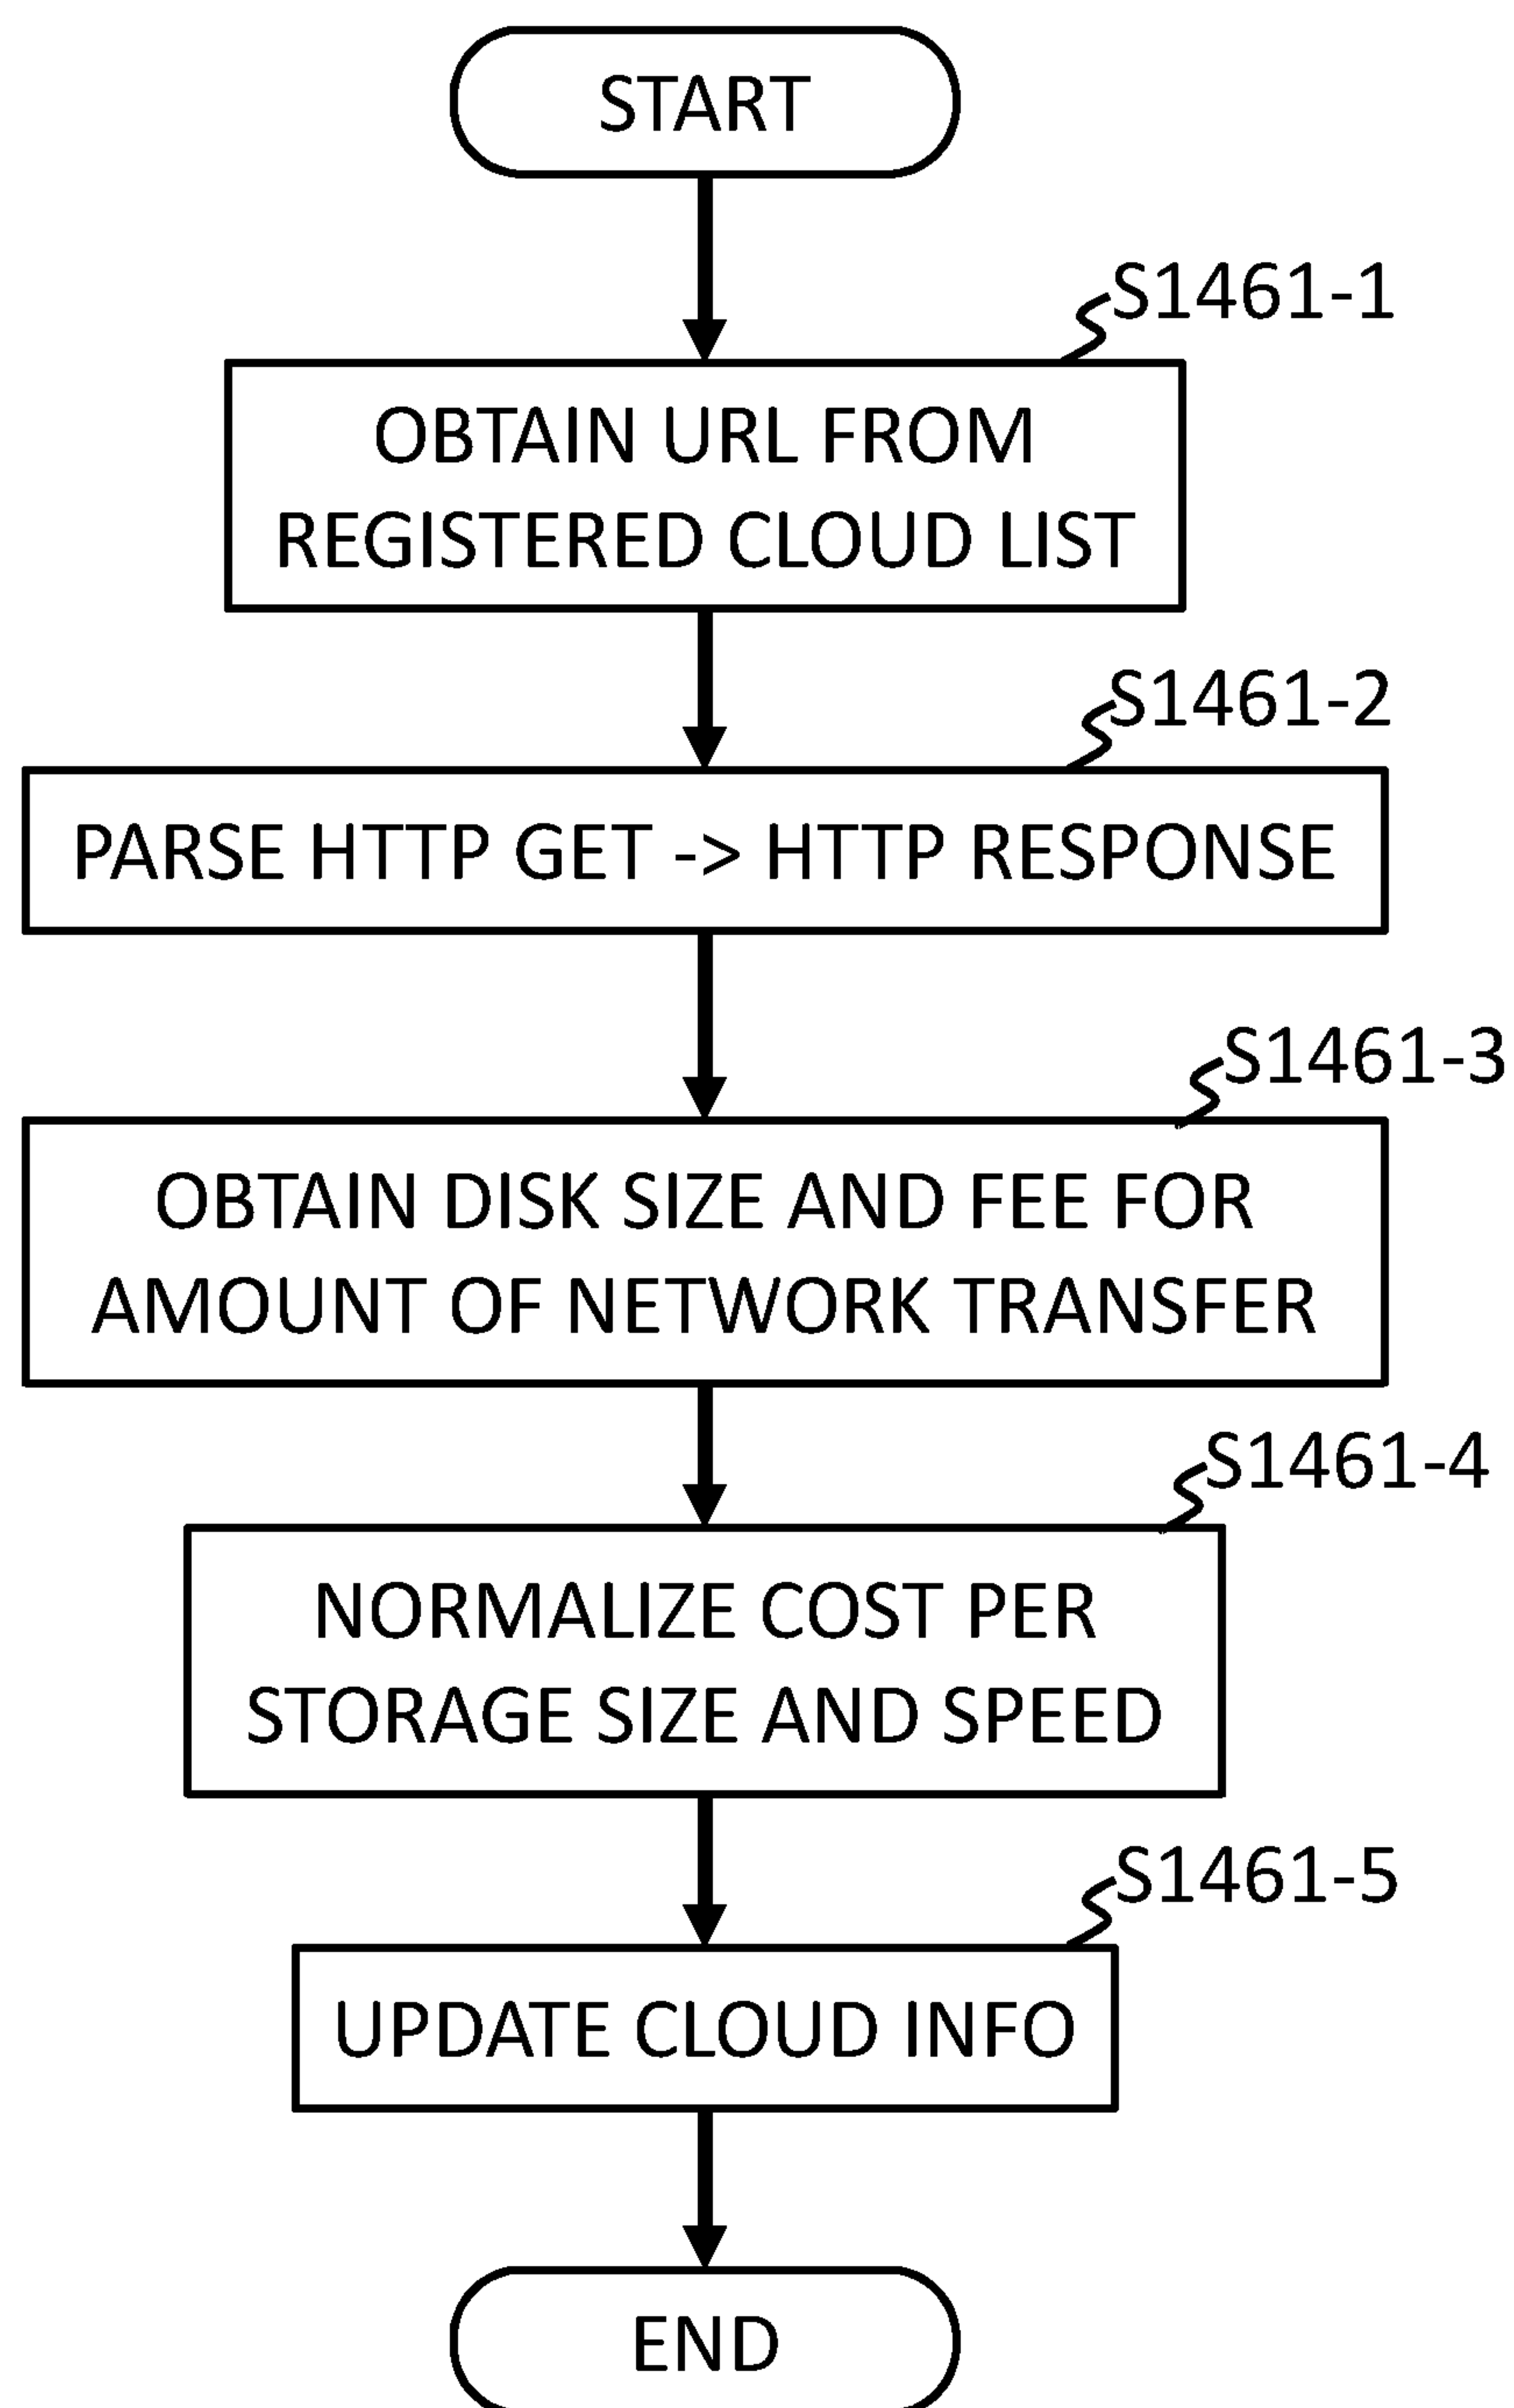 START
S1461-1
OBTAIN URL FROM
REGISTERED CLOUD LIST
S1461-2
PARSE HTTP GET -> HTTP RESPONSE
S1461-3
OBTAIN DISK SIZE AND FEE FOR
AMOUNT OF NETWORK TRANSFER
S1461-4
NORMALIZE COST PER
STORAGE SIZE AND SPEED
S1461-5
UPDATE CLOUD INFO
END